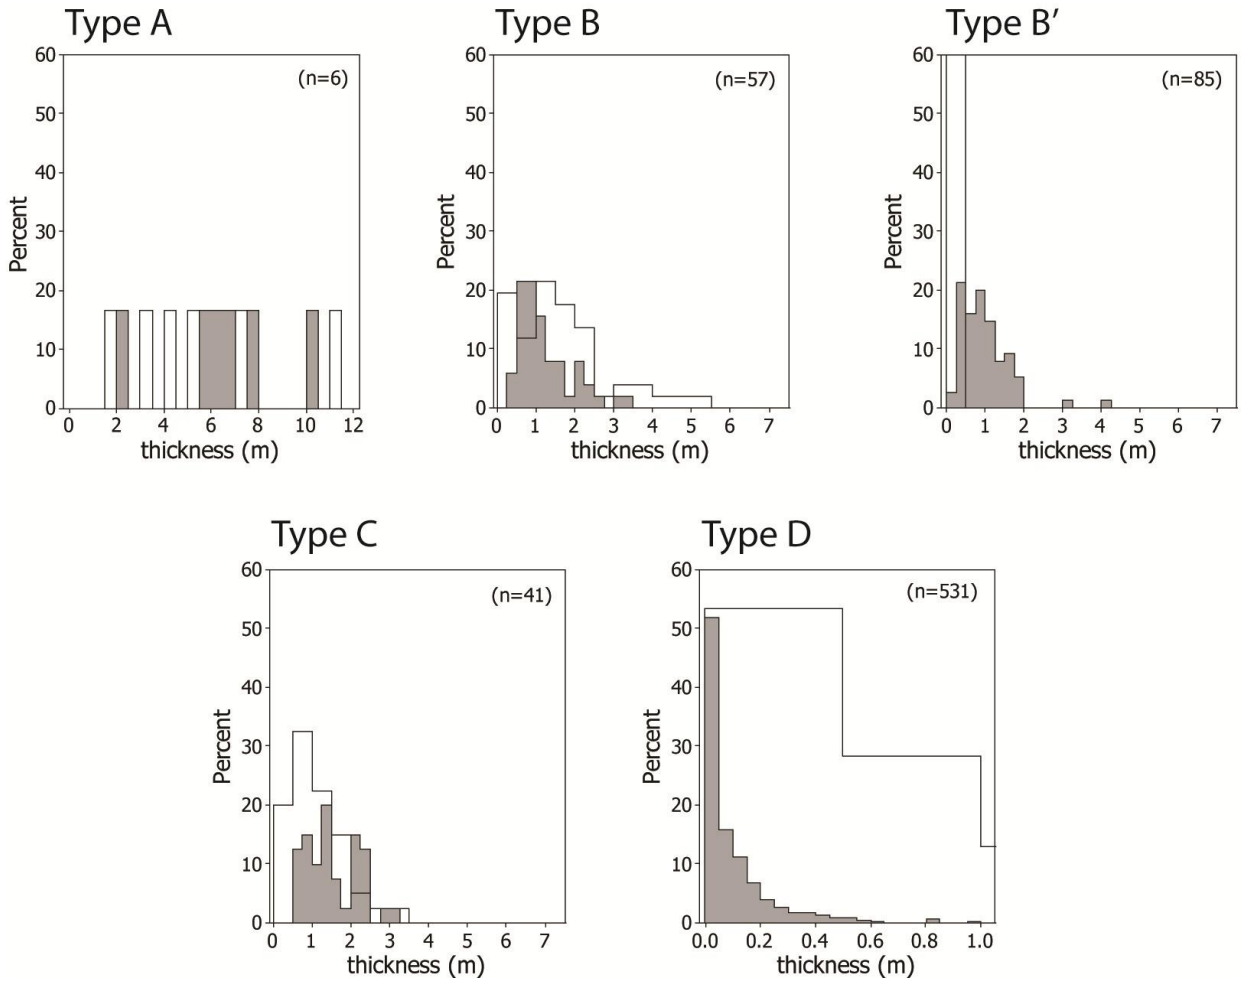 Type A
60
(n=6)
50
40
30
20
10
0
Percent
0 2 4 6 8 10 12
thickness (m)
Type B
60
(n=57)
50
40
30
20
10
0
Percent
0 1 2 3 4 5 6 7
thickness (m)
Type B′
60
(n=85)
50
40
30
20
10
0
Percent
0 1 2 3 4 5 6 7
thickness (m)
Type C
60
(n=41)
50
40
30
20
10
0
Percent
0 1 2 3 4 5 6 7
thickness (m)
Type D
60
(n=531)
50
40
30
20
10
0
Percent
0.0 0.2 0.4 0.6 0.8 1.0
thickness (m)